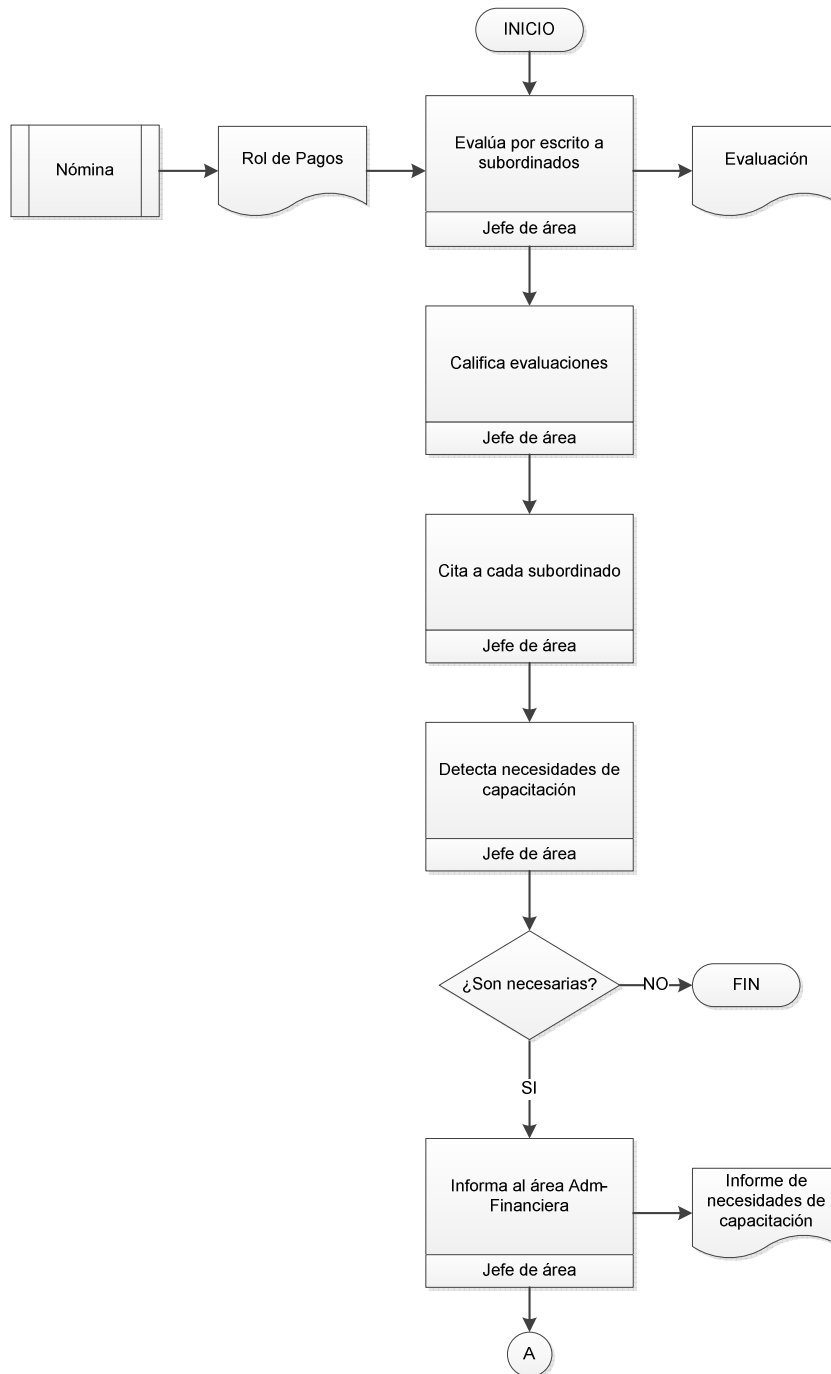 INICIO
Nómina
Rol de Pagos
Evalúa por escrito a
subordinados
Jefe de área
Evaluación
Califica evaluaciones
Jefe de área
Cita a cada subordinado
Jefe de área
Detecta necesidades de
capacitación
Jefe de área
¿Son necesarias?
NO
FIN
SI
Informa al área Adm-
Financiera
Jefe de área
Informe de
necesidades de
capacitación
A